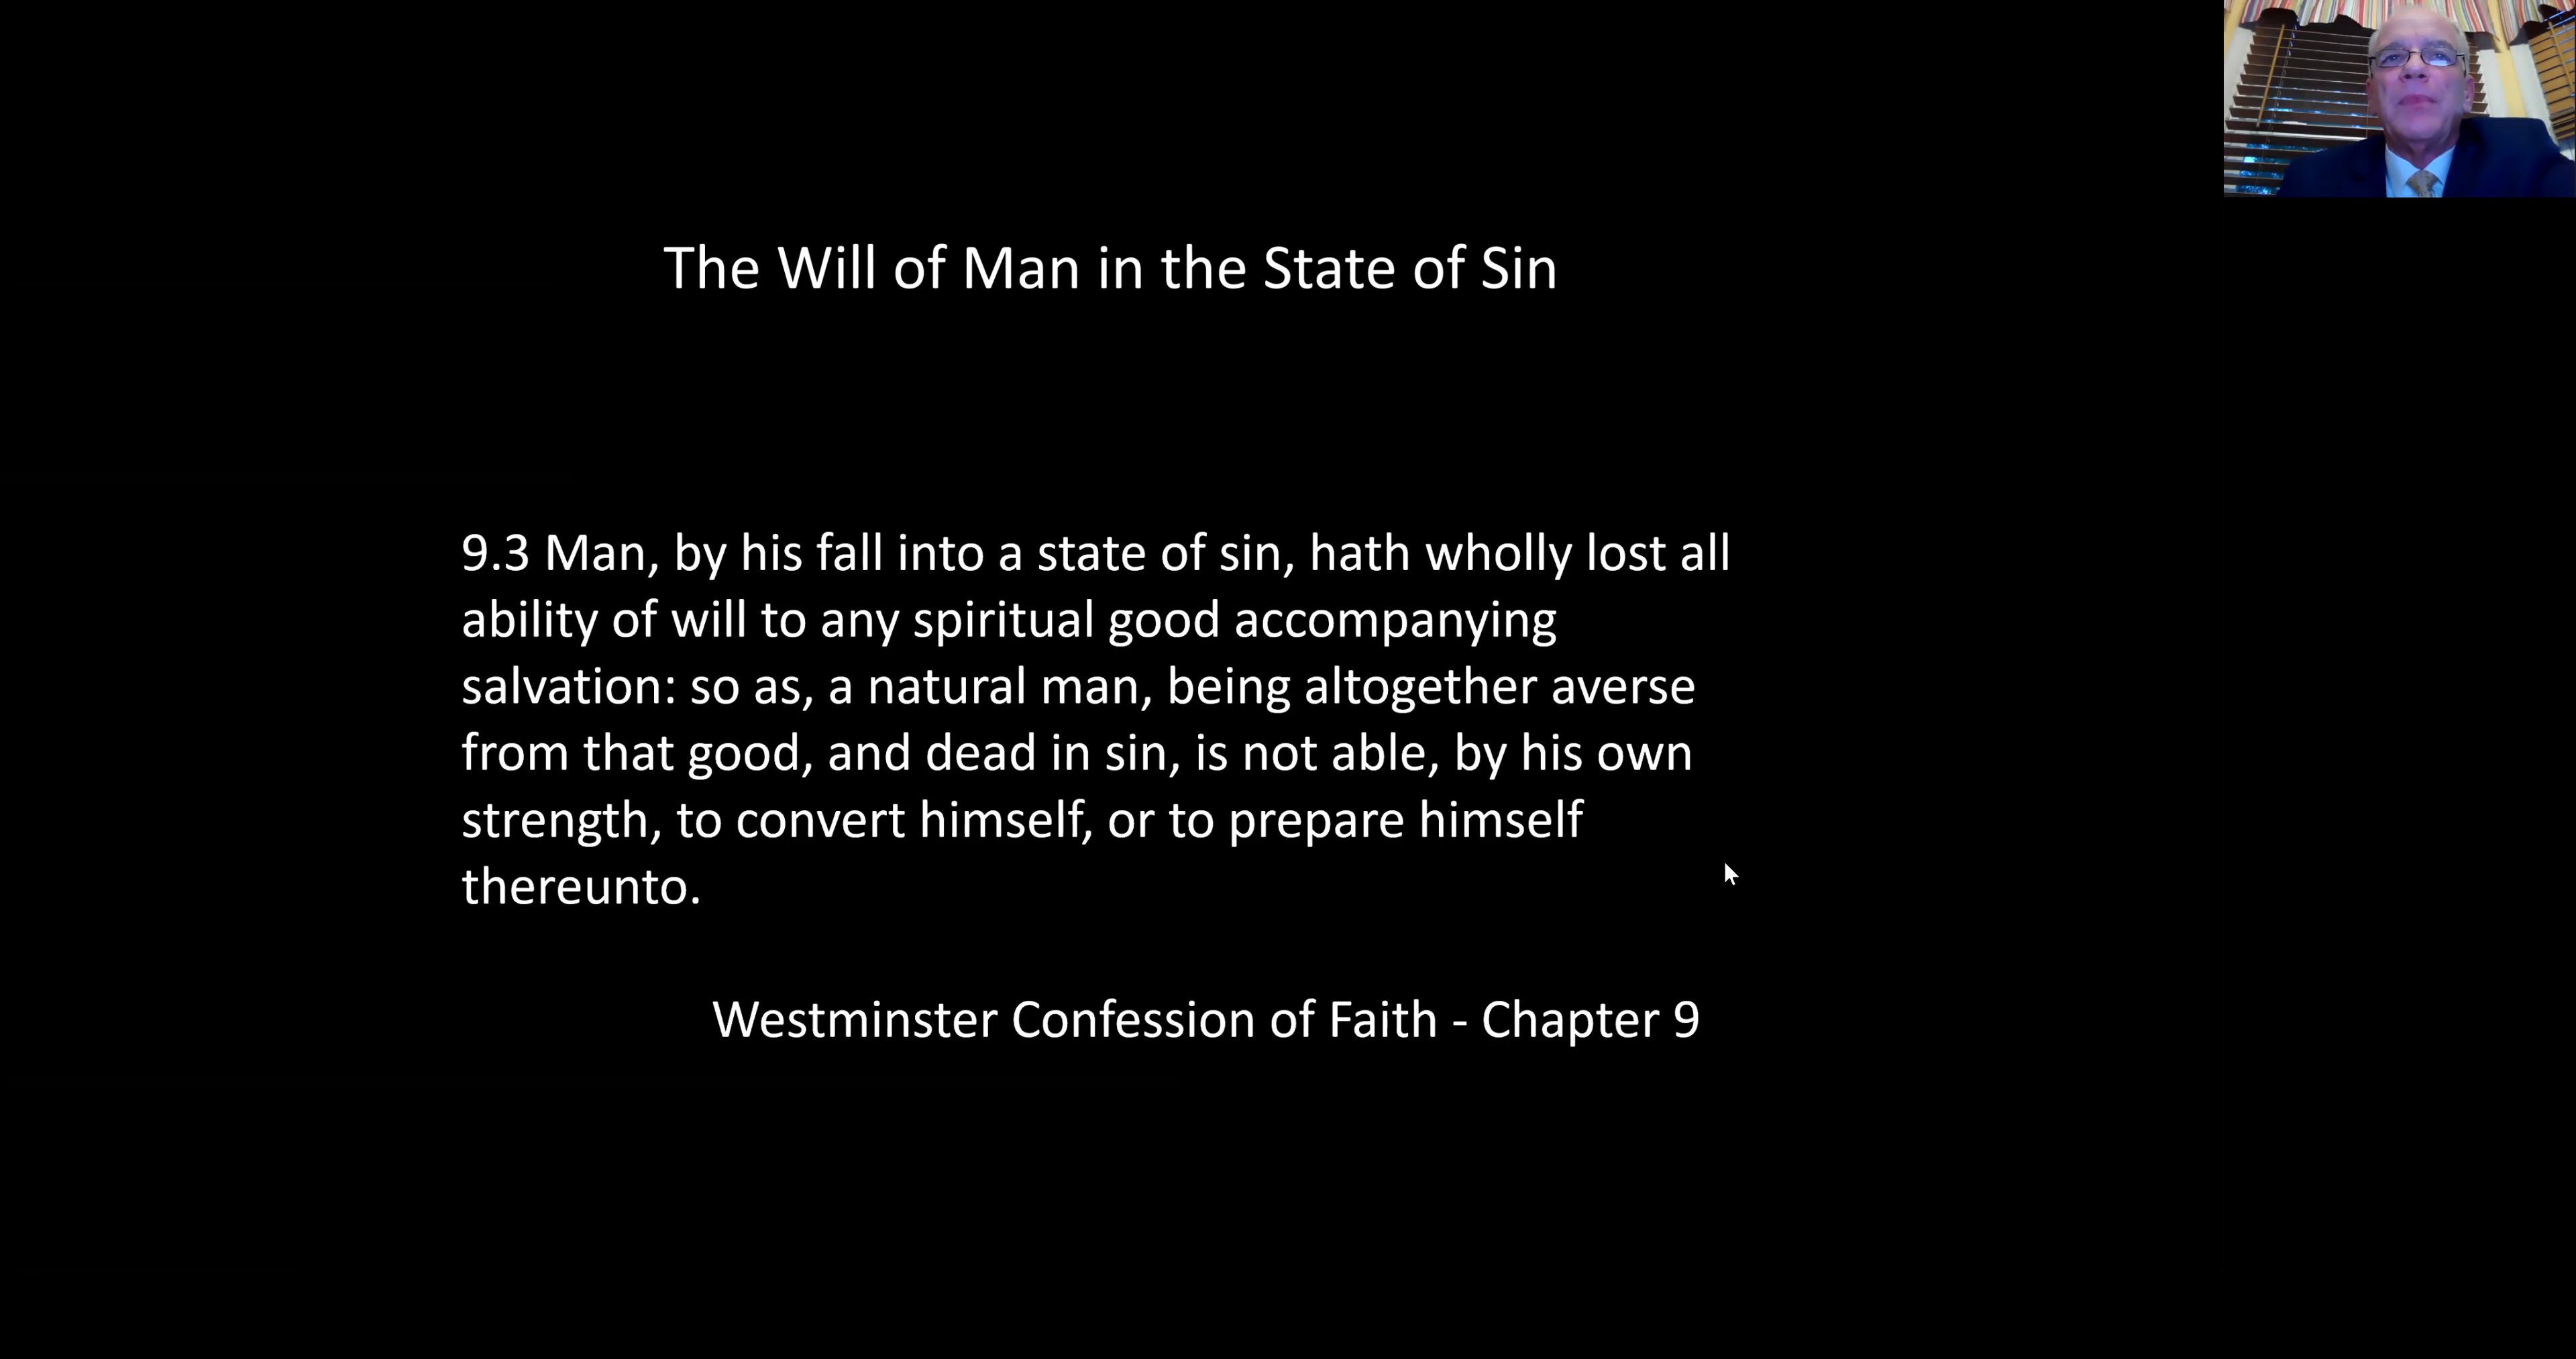 The Will of Man in the State of Sin
9.3 Man, by his fall into a state of sin, hath wholly lost all
ability of will to any spiritual good accompanying
salvation: so as, a natural man, being altogether averse
from that good, and dead in sin, is not able, by his own
strength, to convert himself, or to prepare himself
thereunto.
Westminster Confession of Faith - Chapter 9